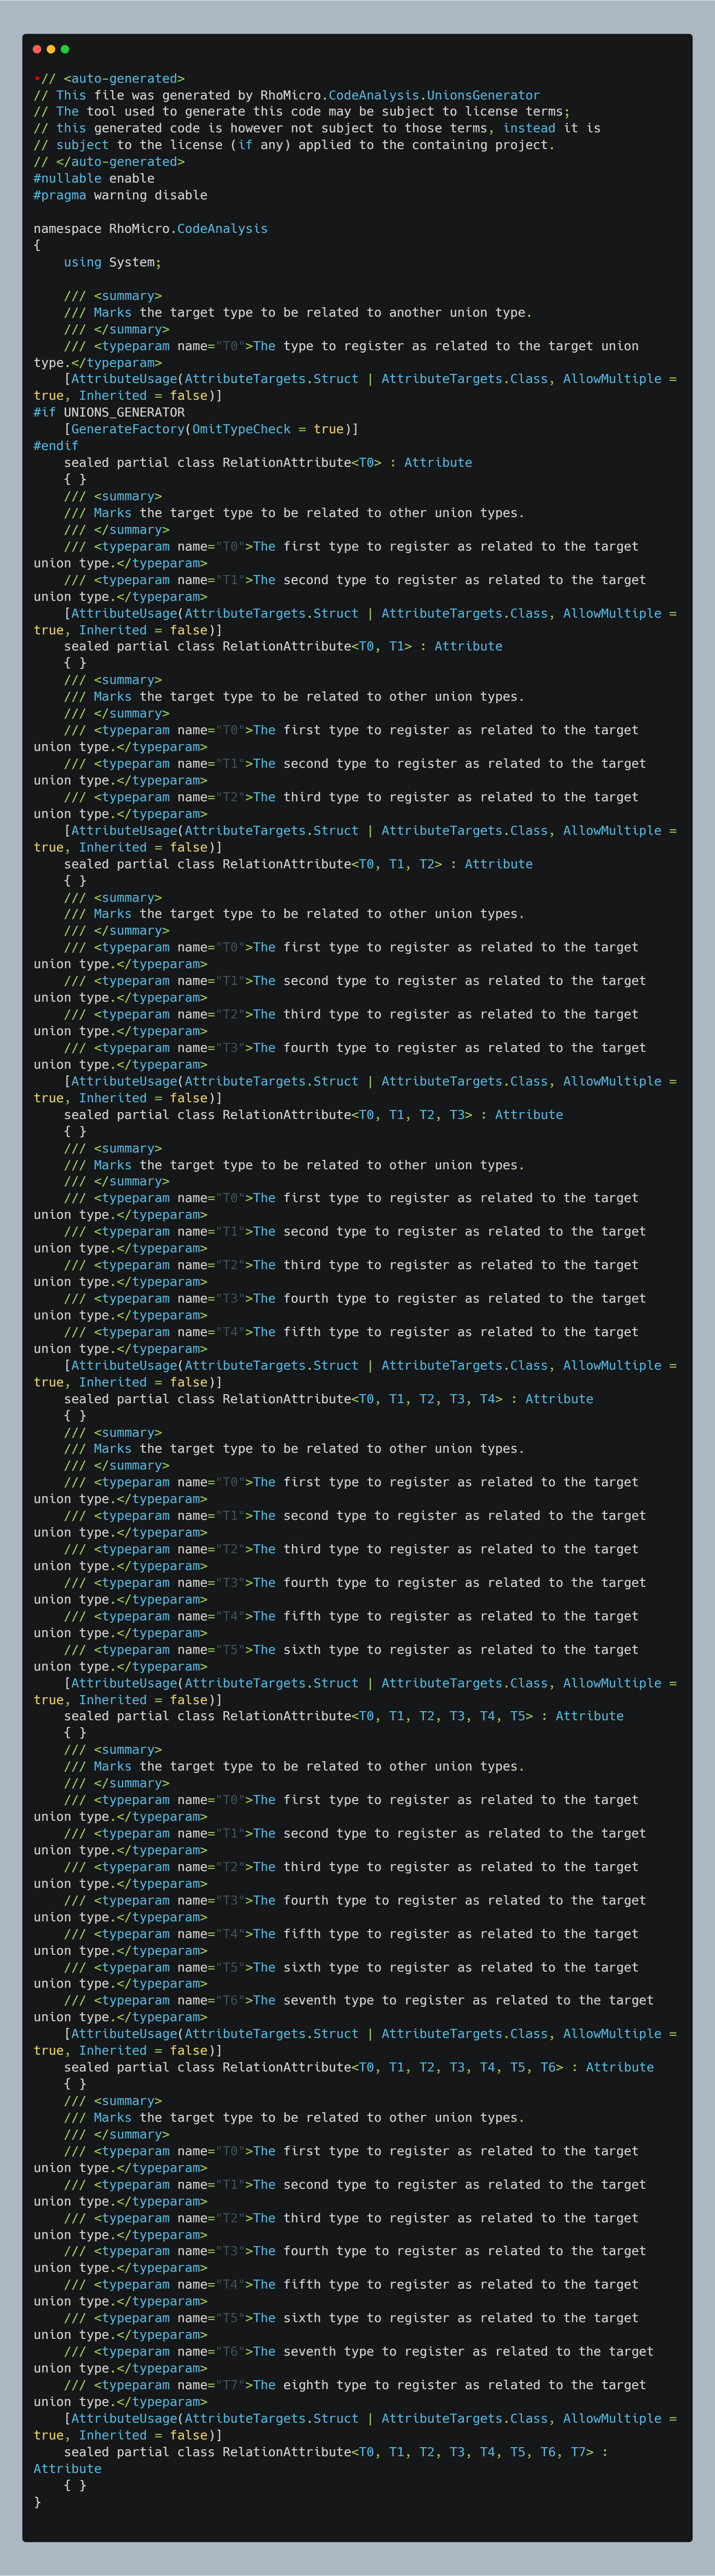 •// <auto-generated>
// This file was generated by RhoMicro.CodeAnalysis.UnionsGenerator
// The tool used to generate this code may be subject to license terms;
// this generated code is however not subject to those terms, instead it is
// subject to the license (if any) applied to the containing project.
// </auto-generated>
#nullable enable
#pragma warning disable
namespace RhoMicro.CodeAnalysis
{
    using System;
    /// <summary>
    /// Marks the target type to be related to another union type.
    /// </summary>
    /// <typeparam name="T0">The type to register as related to the target union
type.</typeparam>
    [AttributeUsage(AttributeTargets.Struct | AttributeTargets.Class, AllowMultiple =
true, Inherited = false)]
#if UNIONS_GENERATOR
    [GenerateFactory(OmitTypeCheck = true)]
#endif
    sealed partial class RelationAttribute<T0> : Attribute
    { }
    /// <summary>
    /// Marks the target type to be related to other union types.
    /// </summary>
    /// <typeparam name="T0">The first type to register as related to the target
union type.</typeparam>
    /// <typeparam name="T1">The second type to register as related to the target
union type.</typeparam>
    [AttributeUsage(AttributeTargets.Struct | AttributeTargets.Class, AllowMultiple =
true, Inherited = false)]
    sealed partial class RelationAttribute<T0, T1> : Attribute
    { }
    /// <summary>
    /// Marks the target type to be related to other union types.
    /// </summary>
    /// <typeparam name="T0">The first type to register as related to the target
union type.</typeparam>
    /// <typeparam name="T1">The second type to register as related to the target
union type.</typeparam>
    /// <typeparam name="T2">The third type to register as related to the target
union type.</typeparam>
    [AttributeUsage(AttributeTargets.Struct | AttributeTargets.Class, AllowMultiple =
true, Inherited = false)]
    sealed partial class RelationAttribute<T0, T1, T2> : Attribute
    { }
    /// <summary>
    /// Marks the target type to be related to other union types.
    /// </summary>
    /// <typeparam name="T0">The first type to register as related to the target
union type.</typeparam>
    /// <typeparam name="T1">The second type to register as related to the target
union type.</typeparam>
    /// <typeparam name="T2">The third type to register as related to the target
union type.</typeparam>
    /// <typeparam name="T3">The fourth type to register as related to the target
union type.</typeparam>
    [AttributeUsage(AttributeTargets.Struct | AttributeTargets.Class, AllowMultiple =
true, Inherited = false)]
    sealed partial class RelationAttribute<T0, T1, T2, T3> : Attribute
    { }
    /// <summary>
    /// Marks the target type to be related to other union types.
    /// </summary>
    /// <typeparam name="T0">The first type to register as related to the target
union type.</typeparam>
    /// <typeparam name="T1">The second type to register as related to the target
union type.</typeparam>
    /// <typeparam name="T2">The third type to register as related to the target
union type.</typeparam>
    /// <typeparam name="T3">The fourth type to register as related to the target
union type.</typeparam>
    /// <typeparam name="T4">The fifth type to register as related to the target
union type.</typeparam>
    [AttributeUsage(AttributeTargets.Struct | AttributeTargets.Class, AllowMultiple =
true, Inherited = false)]
    sealed partial class RelationAttribute<T0, T1, T2, T3, T4> : Attribute
    { }
    /// <summary>
    /// Marks the target type to be related to other union types.
    /// </summary>
    /// <typeparam name="T0">The first type to register as related to the target
union type.</typeparam>
    /// <typeparam name="T1">The second type to register as related to the target
union type.</typeparam>
    /// <typeparam name="T2">The third type to register as related to the target
union type.</typeparam>
    /// <typeparam name="T3">The fourth type to register as related to the target
union type.</typeparam>
    /// <typeparam name="T4">The fifth type to register as related to the target
union type.</typeparam>
    /// <typeparam name="T5">The sixth type to register as related to the target
union type.</typeparam>
    [AttributeUsage(AttributeTargets.Struct | AttributeTargets.Class, AllowMultiple =
true, Inherited = false)]
    sealed partial class RelationAttribute<T0, T1, T2, T3, T4, T5> : Attribute
    { }
    /// <summary>
    /// Marks the target type to be related to other union types.
    /// </summary>
    /// <typeparam name="T0">The first type to register as related to the target
union type.</typeparam>
    /// <typeparam name="T1">The second type to register as related to the target
union type.</typeparam>
    /// <typeparam name="T2">The third type to register as related to the target
union type.</typeparam>
    /// <typeparam name="T3">The fourth type to register as related to the target
union type.</typeparam>
    /// <typeparam name="T4">The fifth type to register as related to the target
union type.</typeparam>
    /// <typeparam name="T5">The sixth type to register as related to the target
union type.</typeparam>
    /// <typeparam name="T6">The seventh type to register as related to the target
union type.</typeparam>
    [AttributeUsage(AttributeTargets.Struct | AttributeTargets.Class, AllowMultiple =
true, Inherited = false)]
    sealed partial class RelationAttribute<T0, T1, T2, T3, T4, T5, T6> : Attribute
    { }
    /// <summary>
    /// Marks the target type to be related to other union types.
    /// </summary>
    /// <typeparam name="T0">The first type to register as related to the target
union type.</typeparam>
    /// <typeparam name="T1">The second type to register as related to the target
union type.</typeparam>
    /// <typeparam name="T2">The third type to register as related to the target
union type.</typeparam>
    /// <typeparam name="T3">The fourth type to register as related to the target
union type.</typeparam>
    /// <typeparam name="T4">The fifth type to register as related to the target
union type.</typeparam>
    /// <typeparam name="T5">The sixth type to register as related to the target
union type.</typeparam>
    /// <typeparam name="T6">The seventh type to register as related to the target
union type.</typeparam>
    /// <typeparam name="T7">The eighth type to register as related to the target
union type.</typeparam>
    [AttributeUsage(AttributeTargets.Struct | AttributeTargets.Class, AllowMultiple =
true, Inherited = false)]
    sealed partial class RelationAttribute<T0, T1, T2, T3, T4, T5, T6, T7> :
Attribute
    { }
}